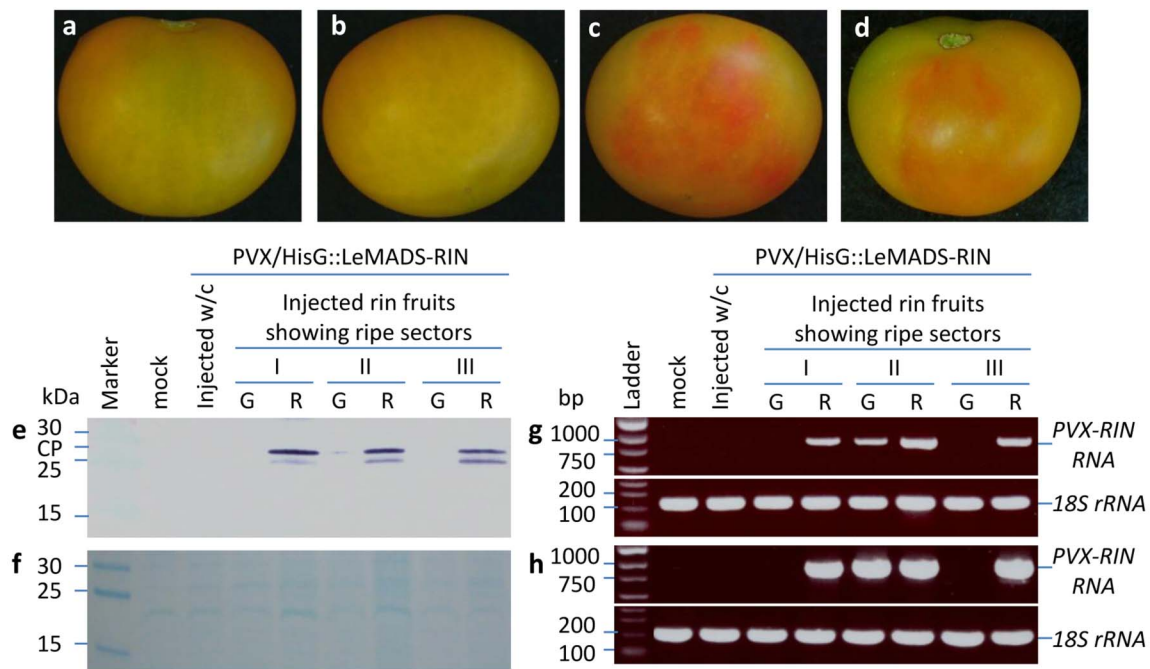 a b c d
PVX/HisG::LeMADS-RIN
Injected rin fruits
showing ripe sectors
Marker
mock
Injected w/c
I II III
kDa G R G R G R
e
30
CP
25
15
f
30
25
15
PVX/HisG::LeMADS-RIN
Injected rin fruits
showing ripe sectors
Ladder
mock
Injected w/c
I II III
bp G R G R G R
g
1000
750
PVX-RIN
RNA
200
100
18S rRNA
h
1000
750
PVX-RIN
RNA
200
100
18S rRNA